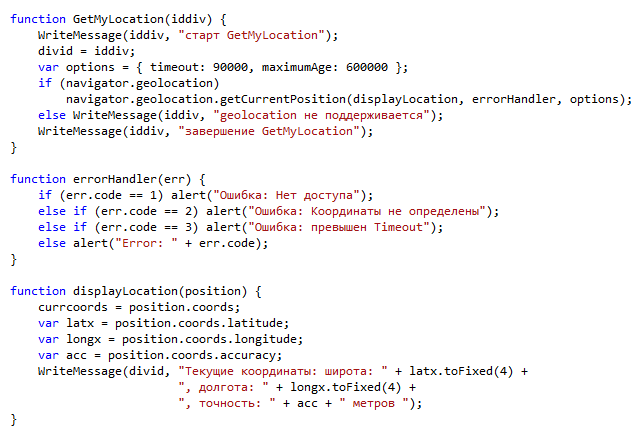 function GetMyLocation(iddiv) {
    WriteMessage(iddiv, "старт GetMyLocation");
    divid = iddiv;
    var options = { timeout: 90000, maximumAge: 600000 };
    if (navigator.geolocation)
        navigator.geolocation.getCurrentPosition(displayLocation, errorHandler, options);
    else WriteMessage(iddiv, "geolocation не поддерживается");
    WriteMessage(iddiv, "завершение GetMyLocation");
}

function errorHandler(err) {
    if (err.code == 1) alert("Ошибка: Нет доступа");
    else if (err.code == 2) alert("Ошибка: Координаты не определены");
    else if (err.code == 3) alert("Ошибка: превышен Timeout");
    else alert("Error: " + err.code);
}

function displayLocation(position) {
    currcoords = position.coords;
    var latx = position.coords.latitude;
    var longx = position.coords.longitude;
    var acc = position.coords.accuracy;
    WriteMessage(divid, "Текущие координаты: широта: " + latx.toFixed(4) +
                        ", долгота: " + longx.toFixed(4) +
                        ", точность: " + acc + " метров ");
}